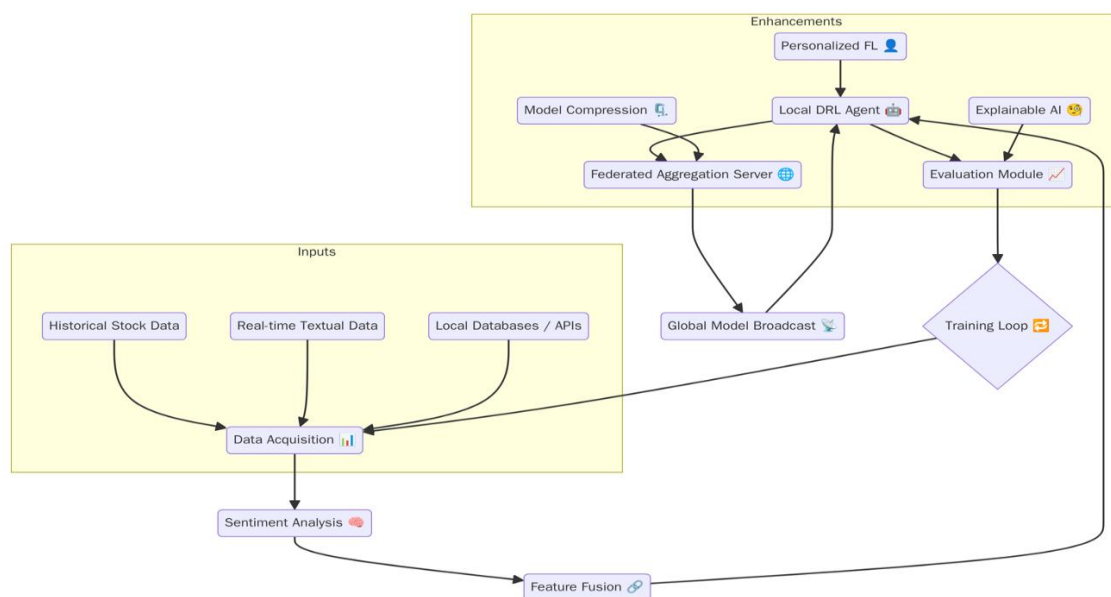 Enhancements
Personalized FL 👤
Model Compression 🗜️
Local DRL Agent 🤖
Explainable AI 🧐
Federated Aggregation Server 🌐
Evaluation Module 📈
Inputs
Historical Stock Data
Real-time Textual Data
Local Databases / APIs
Global Model Broadcast 📡
Training Loop 🔁
Data Acquisition 📊
Sentiment Analysis 🧠
Feature Fusion 🔗